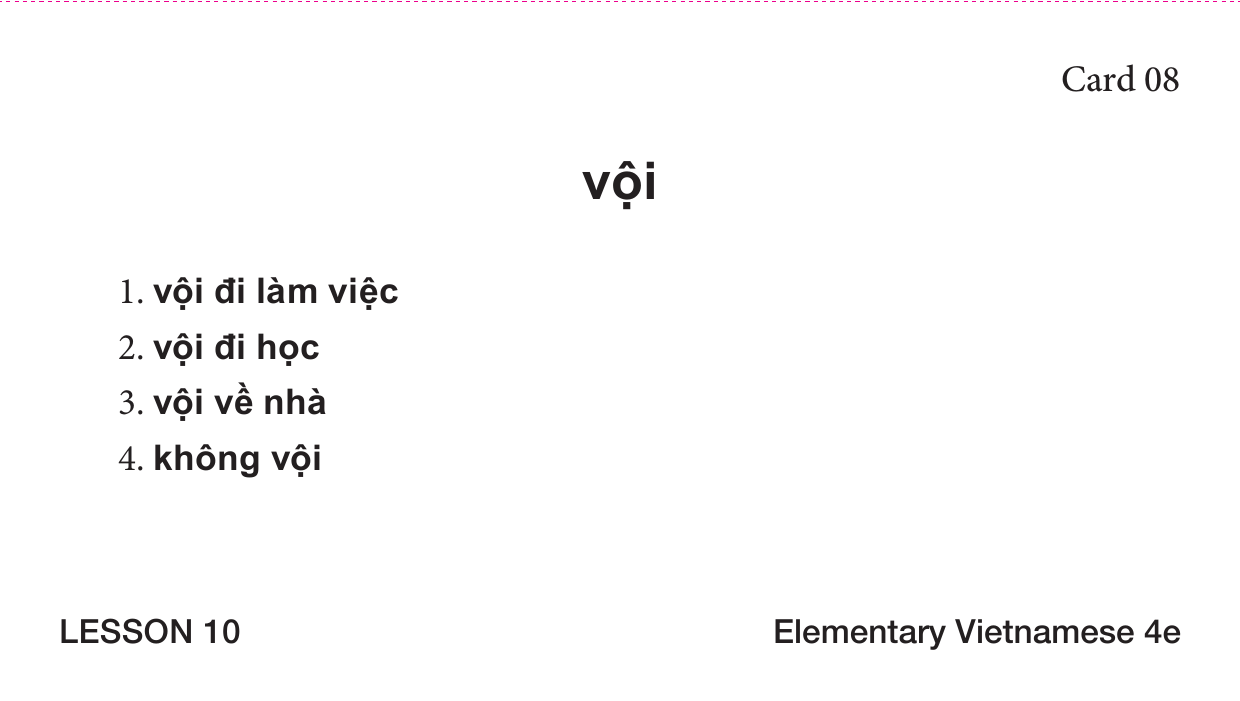 Card 08
vội
1. vội đi làm việc
2. vội đi học
3. vội về nhà
4. không vội
LESSON 10
Elementary Vietnamese 4e